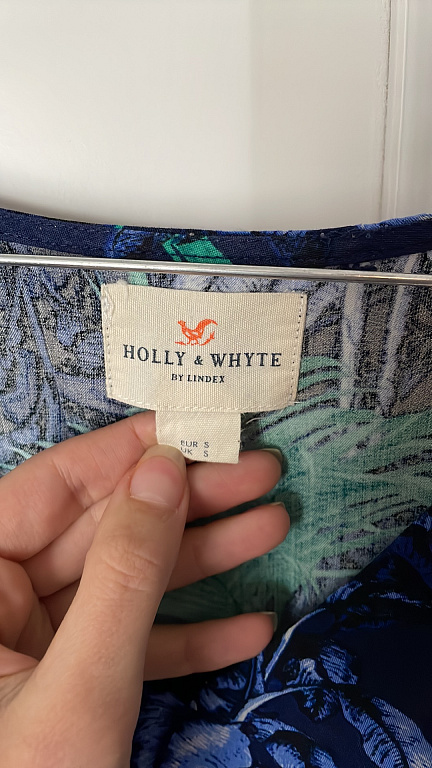 HOLLY & WHYTE
BY LINDEX
EUR S
UK S